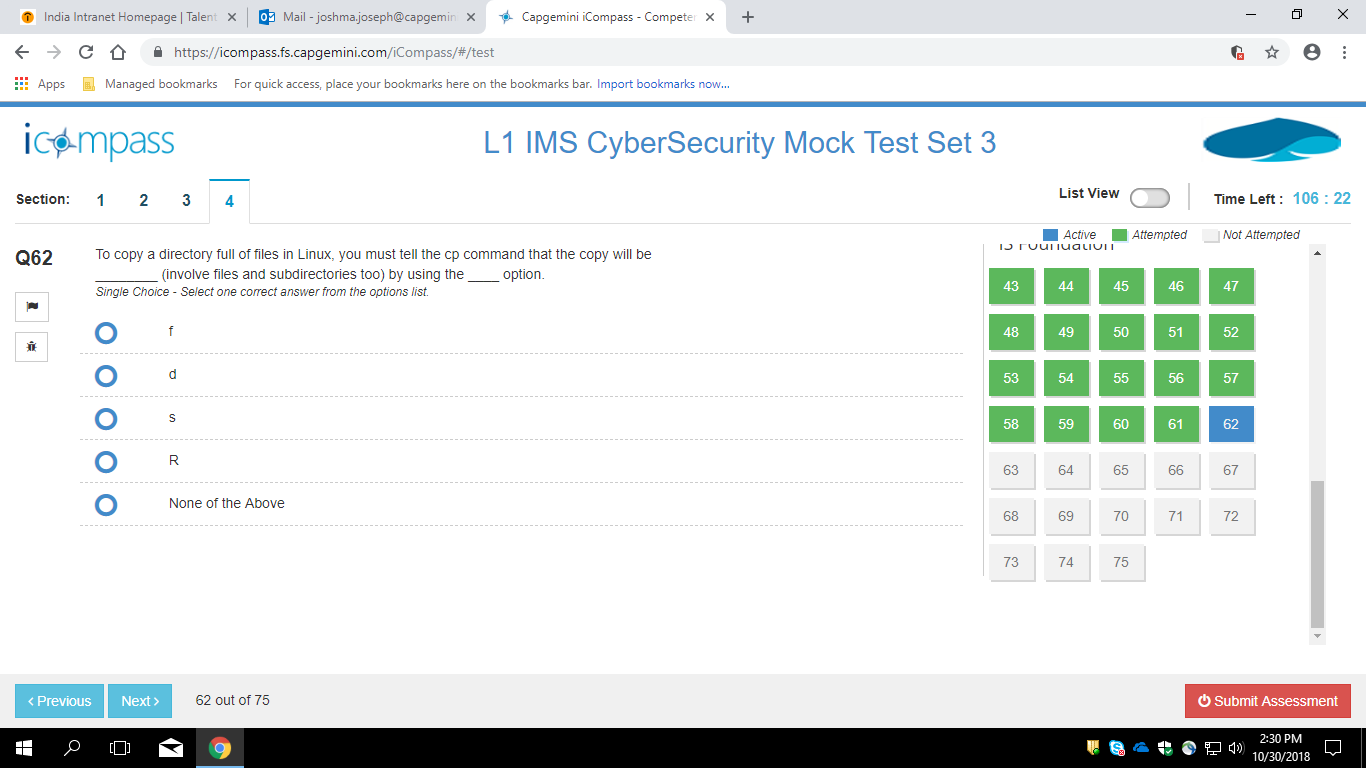 India Intranet Homepage | Talent
Mail - joshma.joseph@capgemin
Capgemini iCompass - Competer
https://icompass.fs.capgemini.com/iCompass/#/test
Apps
Managed bookmarks
For quick access, place your bookmarks here on the bookmarks bar. Import bookmarks now...
icompass
L1 IMS CyberSecurity Mock Test Set 3
Section: 1 2 3 4
List View
Time Left : 106 : 22
Active Attempted Not Attempted
IS Foundation
Q62
To copy a directory full of files in Linux, you must tell the cp command that the copy will be
________ (involve files and subdirectories too) by using the ____ option.
Single Choice - Select one correct answer from the options list.
f
d
s
R
None of the Above
43 44 45 46 47
48 49 50 51 52
53 54 55 56 57
58 59 60 61 62
63 64 65 66 67
68 69 70 71 72
73 74 75
‹ Previous
Next ›
62 out of 75
Submit Assessment
2:30 PM
10/30/2018